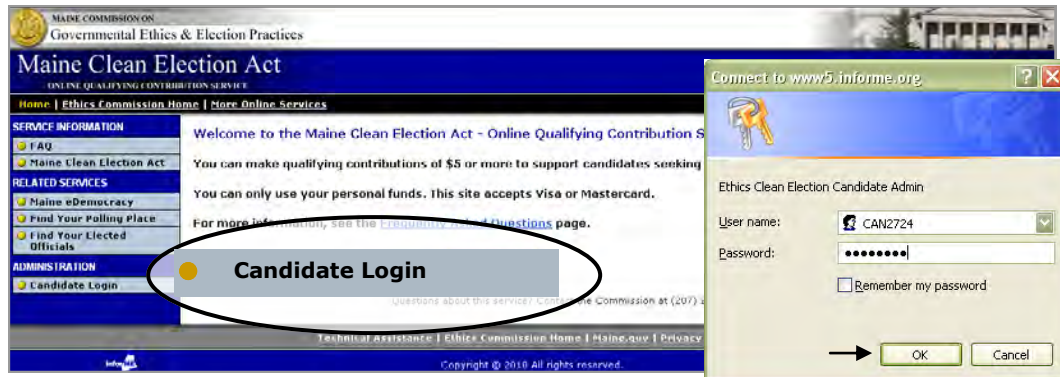 MAINE COMMISSION ON
Governmental Ethics & Election Practices
Maine Clean Election Act
ONLINE QUALIFYING CONTRIBUTION SERVICE
Home | Ethics Commission Home | More Online Services
SERVICE INFORMATION
FAQ
Maine Clean Election Act
RELATED SERVICES
Maine eDemocracy
Find Your Polling Place
Find Your Elected
Officials
ADMINISTRATION
Candidate Login
Welcome to the Maine Clean Election Act - Online Qualifying Contribution S
You can make qualifying contributions of $5 or more to support candidates seeking
You can only use your personal funds. This site accepts Visa or Mastercard.
For more information, see the Frequently Asked Questions page.
Candidate Login
Questions about this service? Contact the Commission at (207)
Technical Assistance | Ethics Commission Home | Maine.gov | Privacy
Copyright © 2010 All rights reserved.
Connect to www5.informe.org
Ethics Clean Election Candidate Admin
User name:
CAN2724
Password:
Remember my password
OK
Cancel